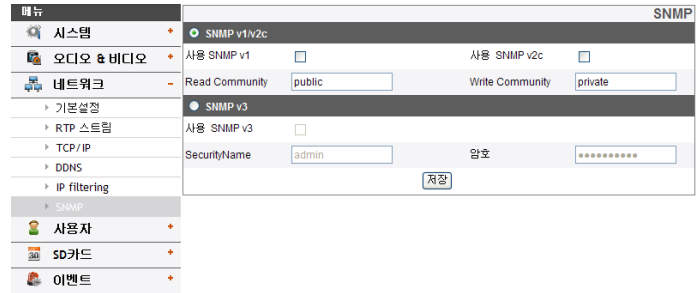 메뉴
시스템 +
오디오 & 비디오 +
네트워크 -
기본설정
RTP 스트림
TCP/IP
DDNS
IP filtering
SNMP
사용자 +
30 SD카드 +
이벤트 +
SNMP
SNMP v1/v2c
사용 SNMP v1 사용 SNMP v2c
Read Community public Write Community private
SNMP v3
사용 SNMP v3
SecurityName admin 암호 ●●●●●●●●●●
저장